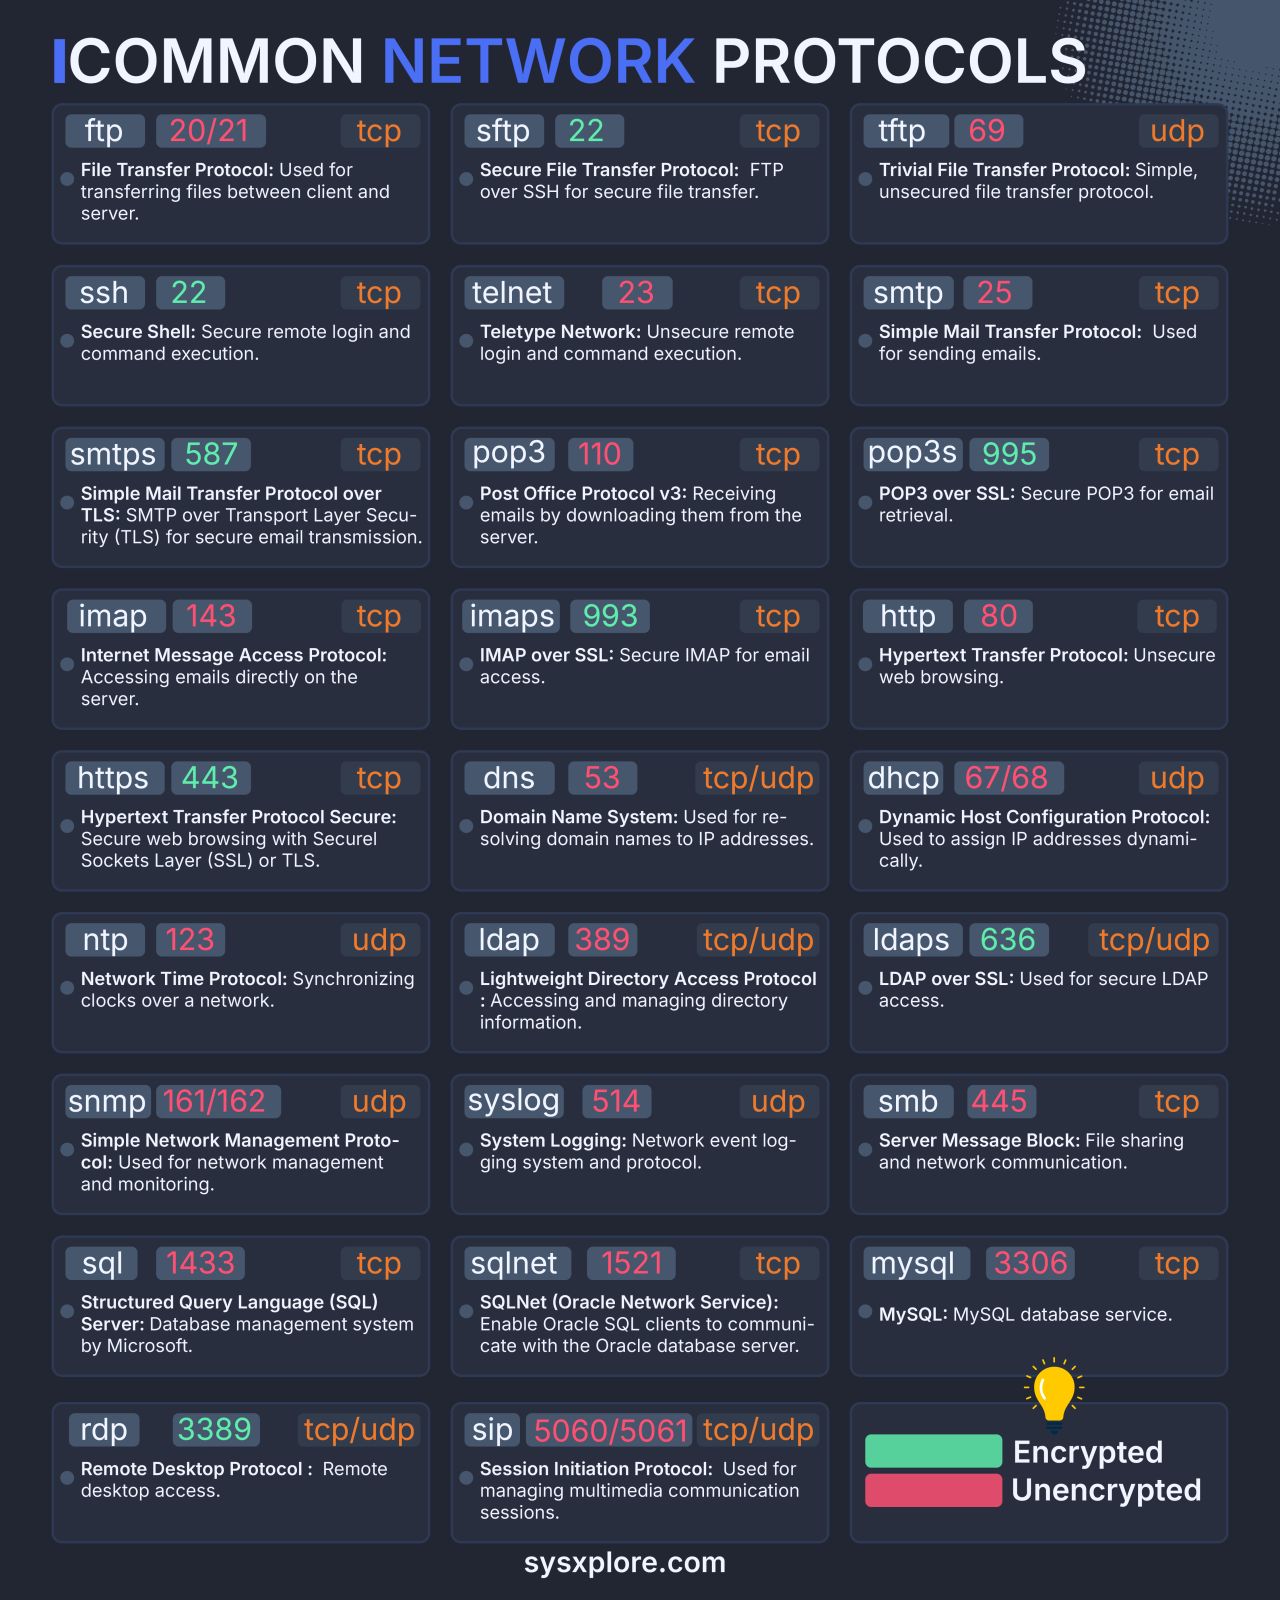 COMMON NETWORK PROTOCOLS
ftp 20/21 tcp
File Transfer Protocol: Used for
transferring files between client and
server.
sftp 22 tcp
Secure File Transfer Protocol: FTP
over SSH for secure file transfer.
tftp 69 udp
Trivial File Transfer Protocol: Simple,
unsecured file transfer protocol.
ssh 22 tcp
Secure Shell: Secure remote login and
command execution.
telnet 23 tcp
Teletype Network: Unsecure remote
login and command execution.
smtp 25 tcp
Simple Mail Transfer Protocol: Used
for sending emails.
smtps 587 tcp
Simple Mail Transfer Protocol over
TLS: SMTP over Transport Layer Secu-
rity (TLS) for secure email transmission.
pop3 110 tcp
Post Office Protocol v3: Receiving
emails by downloading them from the
server.
pop3s 995 tcp
POP3 over SSL: Secure POP3 for email
retrieval.
imap 143 tcp
Internet Message Access Protocol:
Accessing emails directly on the
server.
imaps 993 tcp
IMAP over SSL: Secure IMAP for email
access.
http 80 tcp
Hypertext Transfer Protocol: Unsecure
web browsing.
https 443 tcp
Hypertext Transfer Protocol Secure:
Secure web browsing with Securel
Sockets Layer (SSL) or TLS.
dns 53 tcp/udp
Domain Name System: Used for re-
solving domain names to IP addresses.
dhcp 67/68 udp
Dynamic Host Configuration Protocol:
Used to assign IP addresses dynami-
cally.
ntp 123 udp
Network Time Protocol: Synchronizing
clocks over a network.
ldap 389 tcp/udp
Lightweight Directory Access Protocol
: Accessing and managing directory
information.
ldaps 636 tcp/udp
LDAP over SSL: Used for secure LDAP
access.
snmp 161/162 udp
Simple Network Management Proto-
col: Used for network management
and monitoring.
syslog 514 udp
System Logging: Network event log-
ging system and protocol.
smb 445 tcp
Server Message Block: File sharing
and network communication.
sql 1433 tcp
Structured Query Language (SQL)
Server: Database management system
by Microsoft.
sqlnet 1521 tcp
SQLNet (Oracle Network Service):
Enable Oracle SQL clients to communi-
cate with the Oracle database server.
mysql 3306 tcp
MySQL: MySQL database service.
rdp 3389 tcp/udp
Remote Desktop Protocol : Remote
desktop access.
sip 5060/5061 tcp/udp
Session Initiation Protocol: Used for
managing multimedia communication
sessions.
Encrypted
Unencrypted
sysxplore.com